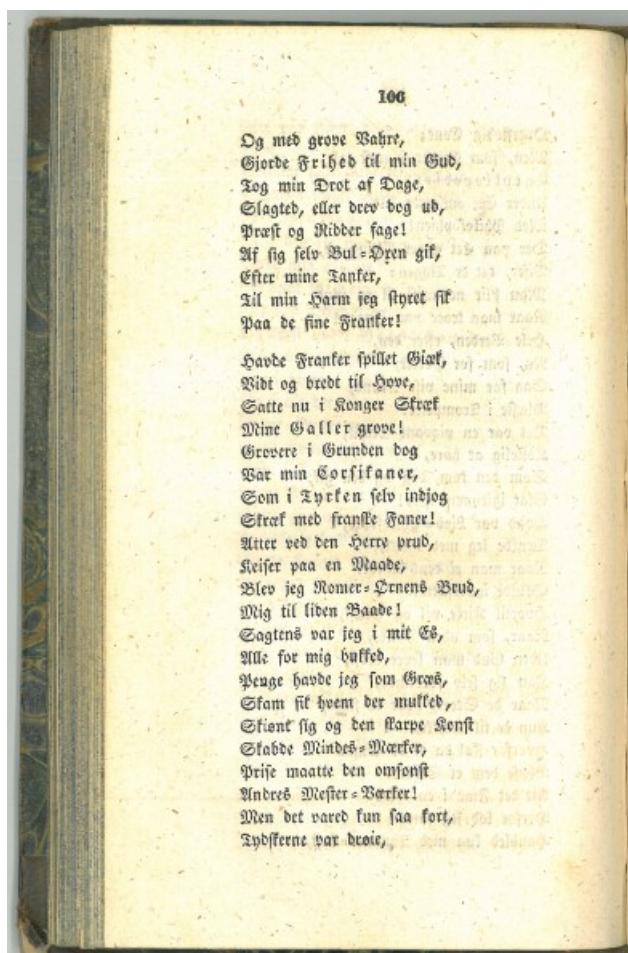 106
Og med grove Vahre,
Gjorde Frihed til min Gud,
Tog min Drot af Dage,
Slagted, eller drev dog ud,
Præst og Ridder fage!
Af sig selv Bul=Øxen gik,
Efter mine Tanker,
Til min Harm jeg styret fik
Paa de fine Franker!
Havde Franker spillet Giæk,
Vidt og bredt til Hove,
Satte nu i Konger Skræk
Mine Galler grove!
Grovere i Grunden dog
Var min Corsikaner,
Som i Tyrken selv indjog
Skræk med franske Faner!
Atter ved den Herre prud,
Keiser paa en Maade,
Blev jeg Romer=Ørnens Brud,
Mig til liden Baade!
Sagtens var jeg i mit Es,
Alle for mig bukked,
Penge havde jeg som Græs,
Skam fik hvem der mukked,
Skiønt sig og den skarpe Konst
Skabde Mindes=Mærker,
Prise maatte den omsonst
Andres Mester=Værker!
Men det vared kun saa kort,
Tydskerne var drøie,